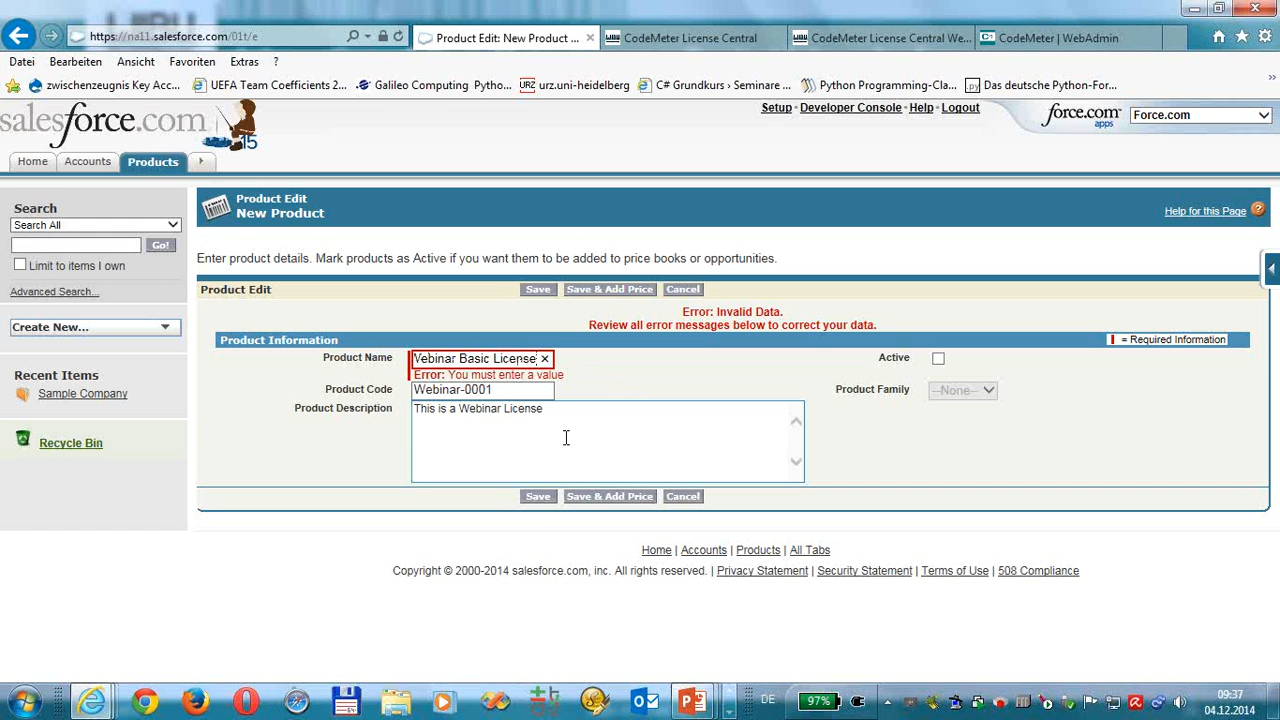 https://na11.salesforce.com/01t/e
Product Edit: New Product ...
CodeMeter License Central
CodeMeter License Central We...
CodeMeter | WebAdmin
Datei Bearbeiten Ansicht Favoriten Extras ?
zwischenzeugnis Key Acc...
UEFA Team Coefficients 2...
Galileo Computing Pytho...
URZ urz.uni-heidelberg
C# Grundkurs › Seminare ...
Python Programming-Cla...
.py Das deutsche Python-For...
salesforce.com
15
Setup · Developer Console · Help · Logout
force.com
apps
Force.com
Home Accounts Products
Search
Search All
Go!
Limit to items I own
Advanced Search...
Create New...
Recent Items
Sample Company
Recycle Bin
Product Edit
New Product
Help for this Page ?
Enter product details. Mark products as Active if you want them to be added to price books or opportunities.
Product Edit Save Save & Add Price Cancel
Error: Invalid Data.
Review all error messages below to correct your data.
Product Information = Required Information
Product Name Vebinar Basic License × Active
Error: You must enter a value
Product Code Webinar-0001 Product Family --None--
Product Description This is a Webinar License
Save Save & Add Price Cancel
Home | Accounts | Products | All Tabs
Copyright © 2000-2014 salesforce.com, inc. All rights reserved. | Privacy Statement | Security Statement | Terms of Use | 508 Compliance
DE 97% 09:37
04.12.2014